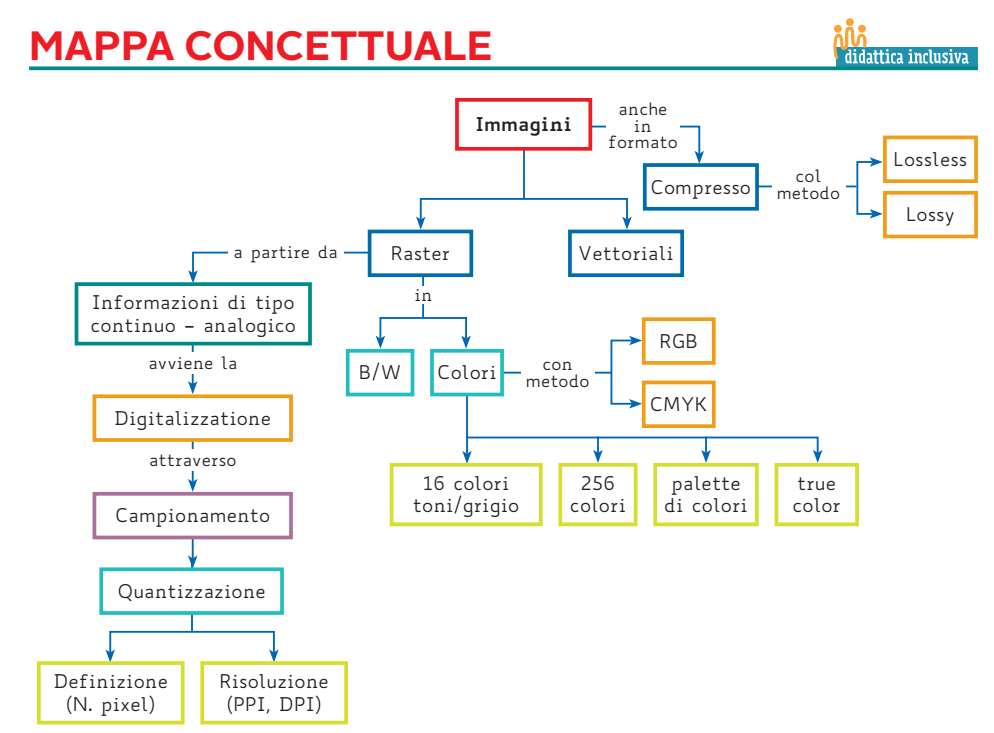 MAPPA CONCETTUALE
didattica inclusiva
Immagini
anche
in
formato
Compresso
col
metodo
Lossless
Lossy
Raster
Vettoriali
a partire da
Informazioni di tipo
continuo – analogico
avviene la
Digitalizzatione
attraverso
Campionamento
Quantizzazione
Definizione
(N. pixel)
Risoluzione
(PPI, DPI)
in
B/W
Colori
con
metodo
RGB
CMYK
16 colori
toni/grigio
256
colori
palette
di colori
true
color